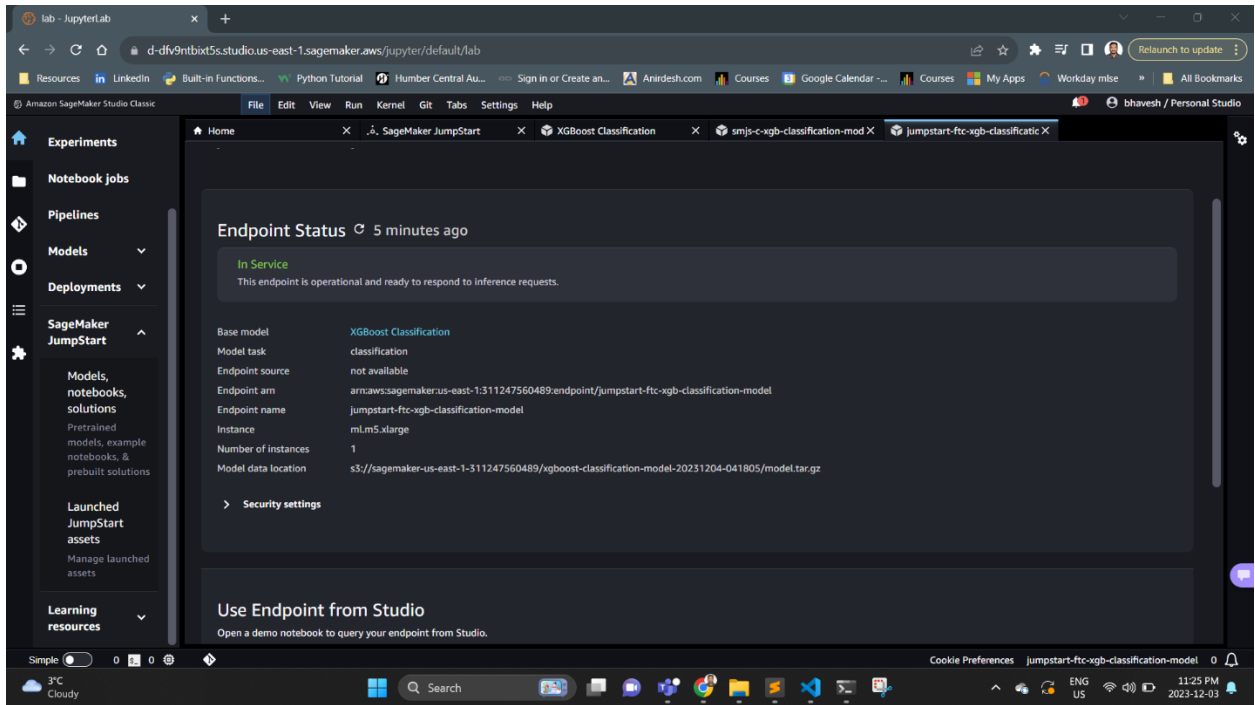 lab - JupyterLab
d-dfv9ntbixt5s.studio.us-east-1.sagemaker.aws/jupyter/default/lab
Relaunch to update
Resources LinkedIn Built-in Functions... Python Tutorial Humber Central Au... Sign in or Create an... Anirdesh.com Courses Google Calendar -... Courses My Apps Workday mlse » All Bookmarks
Amazon SageMaker Studio Classic File Edit View Run Kernel Git Tabs Settings Help bhavesh / Personal Studio
Home SageMaker JumpStart XGBoost Classification smjs-c-xgb-classification-mod jumpstart-ftc-xgb-classificatic
Experiments
Notebook jobs
Pipelines
Models
Deployments
SageMaker
JumpStart
Models,
notebooks,
solutions
Pretrained
models, example
notebooks, &
prebuilt solutions
Launched
JumpStart
assets
Manage launched
assets
Learning
resources
Endpoint Status 5 minutes ago
In Service
This endpoint is operational and ready to respond to inference requests.
Base model XGBoost Classification
Model task classification
Endpoint source not available
Endpoint arn arn:aws:sagemaker:us-east-1:311247560489:endpoint/jumpstart-ftc-xgb-classification-model
Endpoint name jumpstart-ftc-xgb-classification-model
Instance ml.m5.xlarge
Number of instances 1
Model data location s3://sagemaker-us-east-1-311247560489/xgboost-classification-model-20231204-041805/model.tar.gz
Security settings
Use Endpoint from Studio
Open a demo notebook to query your endpoint from Studio.
Simple 0 0 Cookie Preferences jumpstart-ftc-xgb-classification-model 0
3°C
Cloudy
Search
ENG
US
11:25 PM
2023-12-03